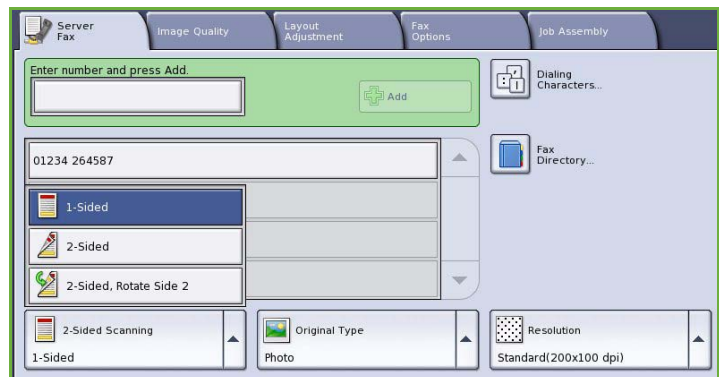 Server
Fax
Image Quality
Layout
Adjustment
Fax
Options
Job Assembly
Enter number and press Add.
Add
Dialing
Characters...
01234 264587
Fax
Directory...
1-Sided
2-Sided
2-Sided, Rotate Side 2
2-Sided Scanning
1-Sided
Original Type
Photo
Resolution
Standard(200x100 dpi)